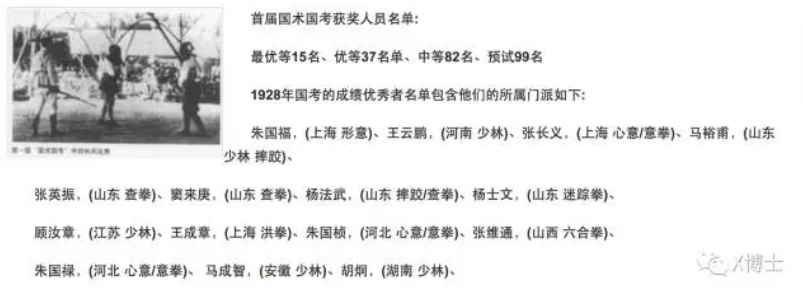 首届国术国考获奖人员名单:
最优等15名、优等37名单、中等82名、预试99名
1928年国考的成绩优秀者名单包含他们的所属门派如下:
朱国福，(上海 形意)、王云鹏，(河南 少林)、张长义，(上海 心意/意拳)、马裕甫，(山东
少林 摔跤)、
第一届“国术国考”中的长兵比赛
张英振，(山东 查拳)、窦来庚，(山东 查拳)、杨法武，(山东 摔跤/查拳)、杨士文，(山东 迷踪拳)、
顾汝章，(江苏 少林)、王成章，(上海 洪拳)、朱国桢，(河北 心意/意拳)、张维通，(山西 六合拳)、
朱国禄，(河北 心意/意拳)、 马成智，(安徽 少林)、胡炯，(湖南 少林)、
X博士